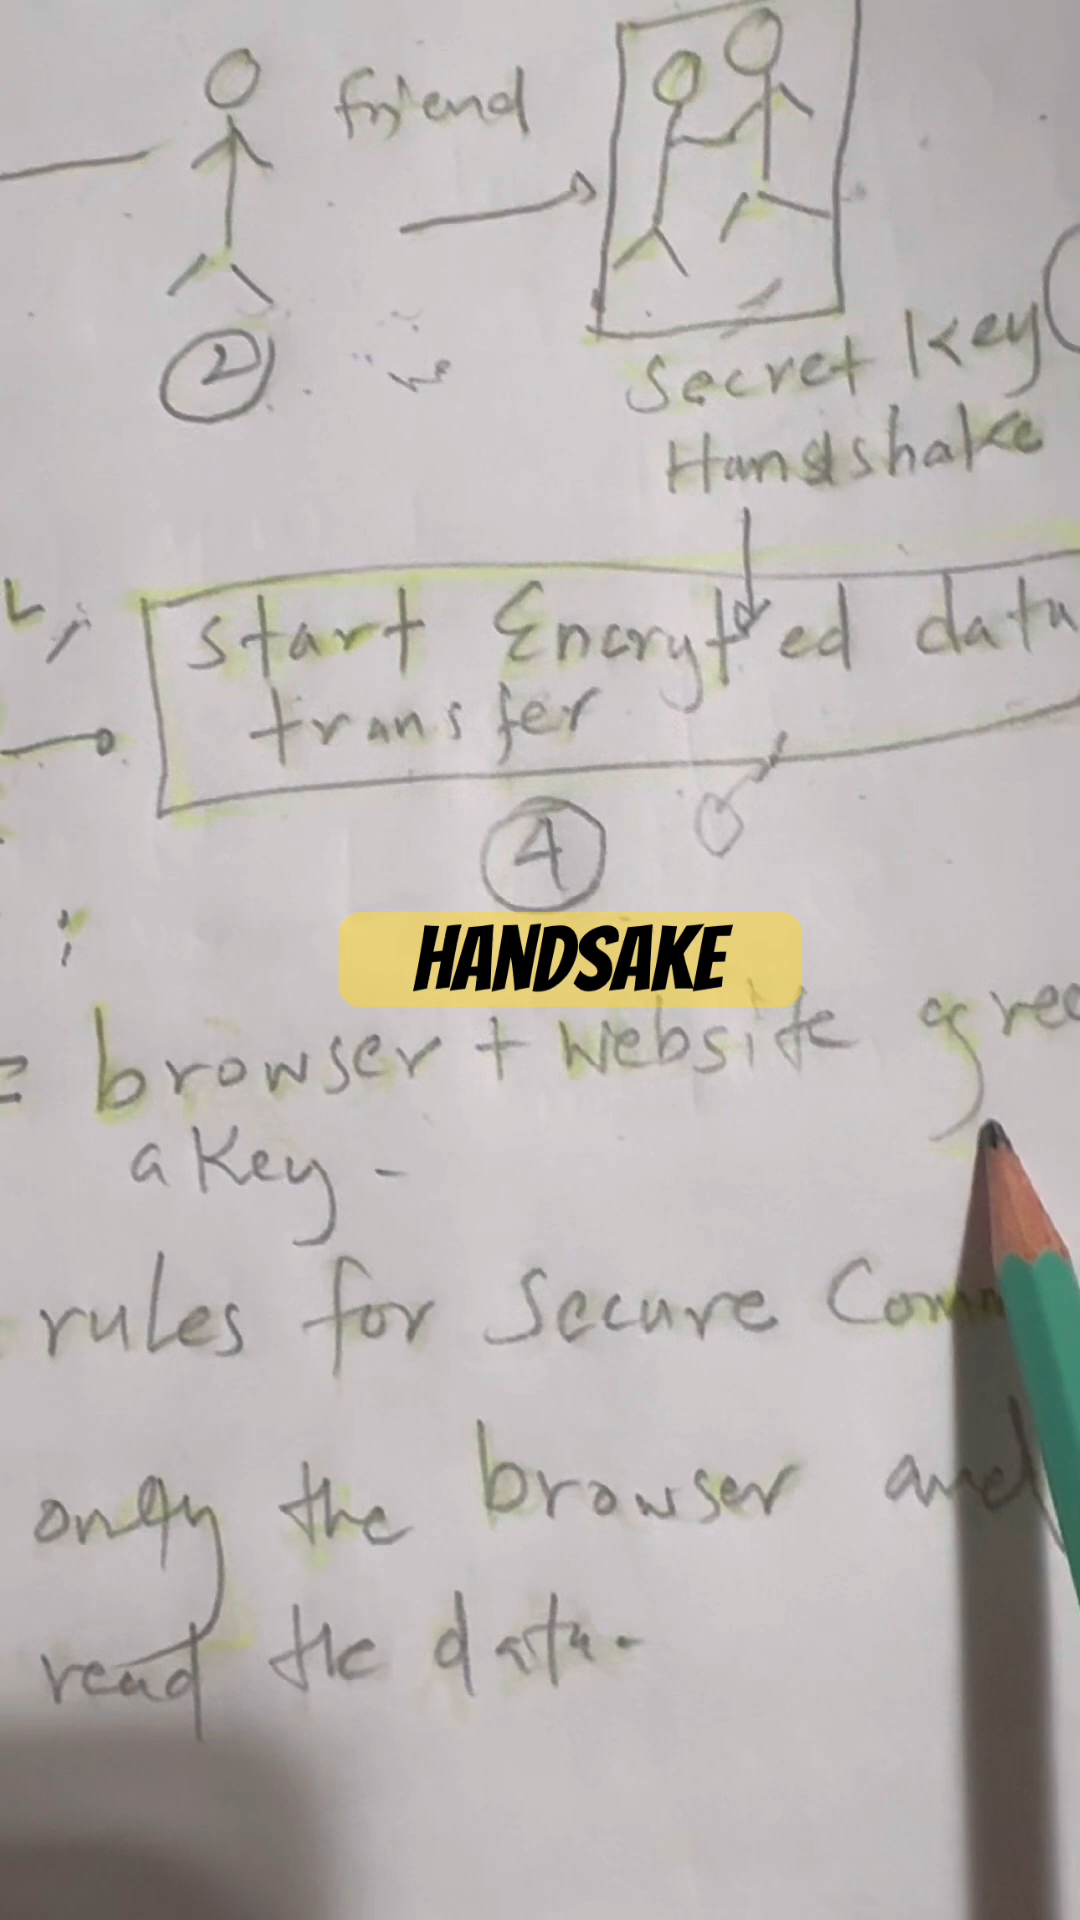 friend
②
Secret Key
Handshake
L,
Start Encrypted data
transfer
④
HANDSAKE
= browser + website agree
a key -
rules for secure Comm
only the browser and
read the data.